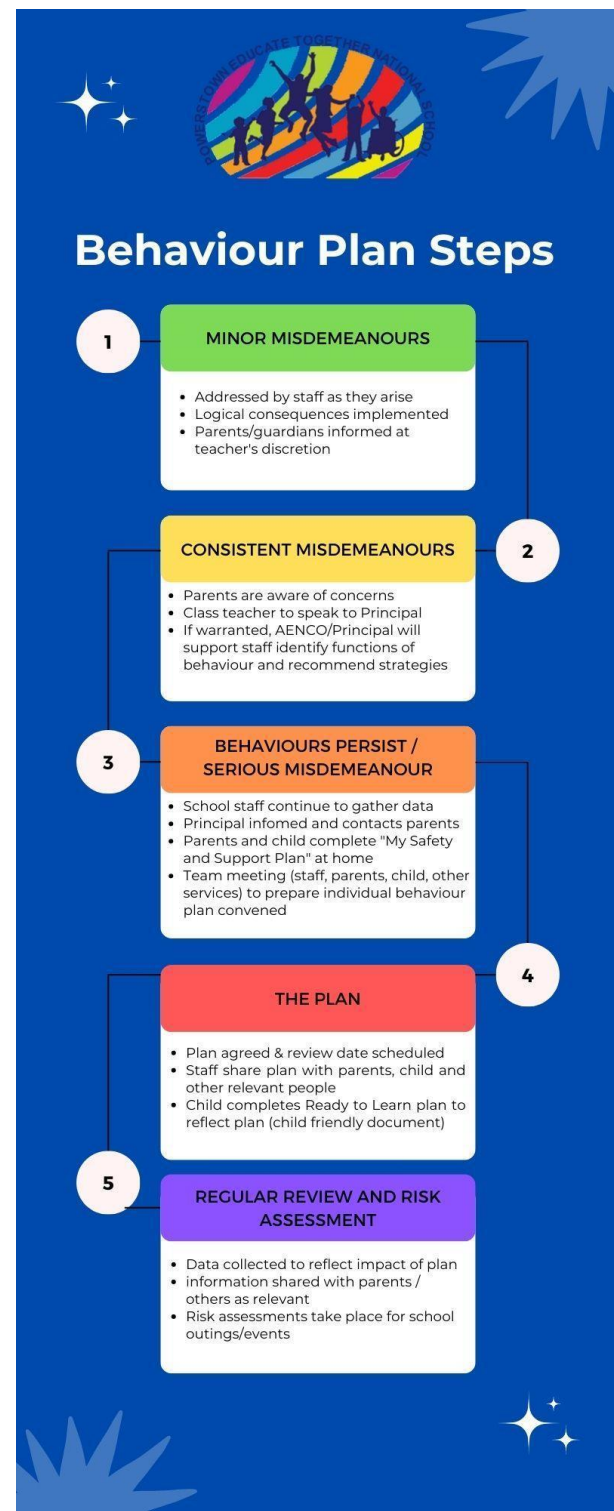 POWERSTOWN EDUCATE TOGETHER NATIONAL SCHOOL
Behaviour Plan Steps
1
MINOR MISDEMEANOURS
• Addressed by staff as they arise
• Logical consequences implemented
• Parents/guardians informed at
teacher's discretion
CONSISTENT MISDEMEANOURS
2
• Parents are aware of concerns
• Class teacher to speak to Principal
• If warranted, AENCO/Principal will
support staff identify functions of
behaviour and recommend strategies
3
BEHAVIOURS PERSIST /
SERIOUS MISDEMEANOUR
• School staff continue to gather data
• Principal infomed and contacts parents
• Parents and child complete "My Safety
and Support Plan" at home
• Team meeting (staff, parents, child, other
services) to prepare individual behaviour
plan convened
4
THE PLAN
• Plan agreed & review date scheduled
• Staff share plan with parents, child and
other relevant people
• Child completes Ready to Learn plan to
reflect plan (child friendly document)
5
REGULAR REVIEW AND RISK
ASSESSMENT
• Data collected to reflect impact of plan
• information shared with parents /
others as relevant
• Risk assessments take place for school
outings/events